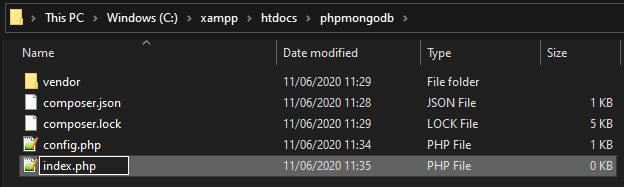 This PC > Windows (C:) > xampp > htdocs > phpmongodb >
Name Date modified Type Size
vendor 11/06/2020 11:29 File folder
composer.json 11/06/2020 11:28 JSON File 1 KB
composer.lock 11/06/2020 11:29 LOCK File 5 KB
config.php 11/06/2020 11:34 PHP File 1 KB
index.php 11/06/2020 11:35 PHP File 0 KB